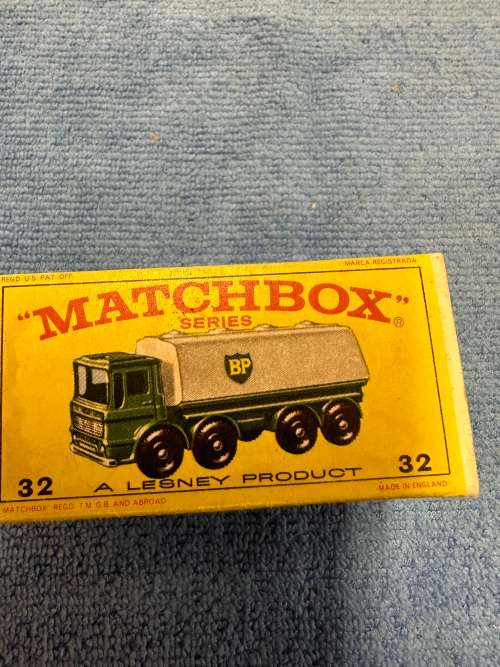 REGD U.S. PAT. OFF.
MARCA REGISTRADA
"MATCHBOX"®
SERIES
BP
32
A LESNEY PRODUCT
32
MATCHBOX" REGD. T.M. G.B. AND ABROAD
MADE IN ENGLAND